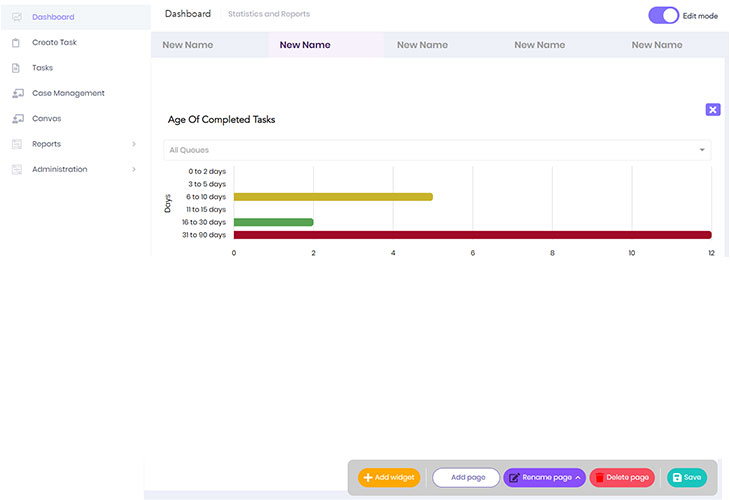 Dashboard
Create Task
Tasks
Case Management
Canvas
Reports
Administration
Dashboard Statistics and Reports Edit mode
New Name New Name New Name New Name New Name
Age Of Completed Tasks
All Queues
Days
0 to 2 days
3 to 5 days
6 to 10 days
11 to 15 days
16 to 30 days
31 to 90 days
0 2 4 6 8 10 12
Add widget Add page Rename page Delete page Save